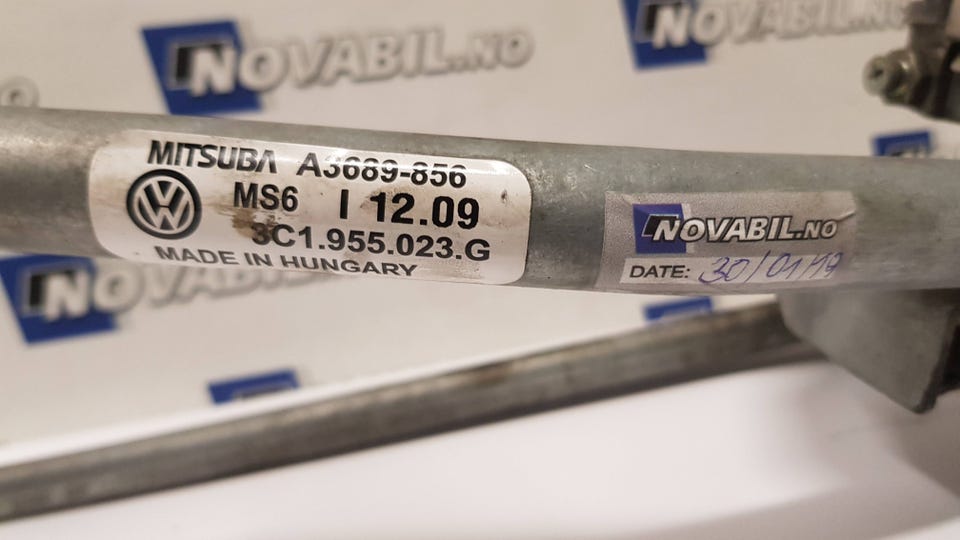 NOVABIL.NO
MITSUBA A3689-856
MS6 I 12.09
3C1.955.023.G
MADE IN HUNGARY
NOVABIL.NO
DATE: 30/01/19
NOVABIL.NO